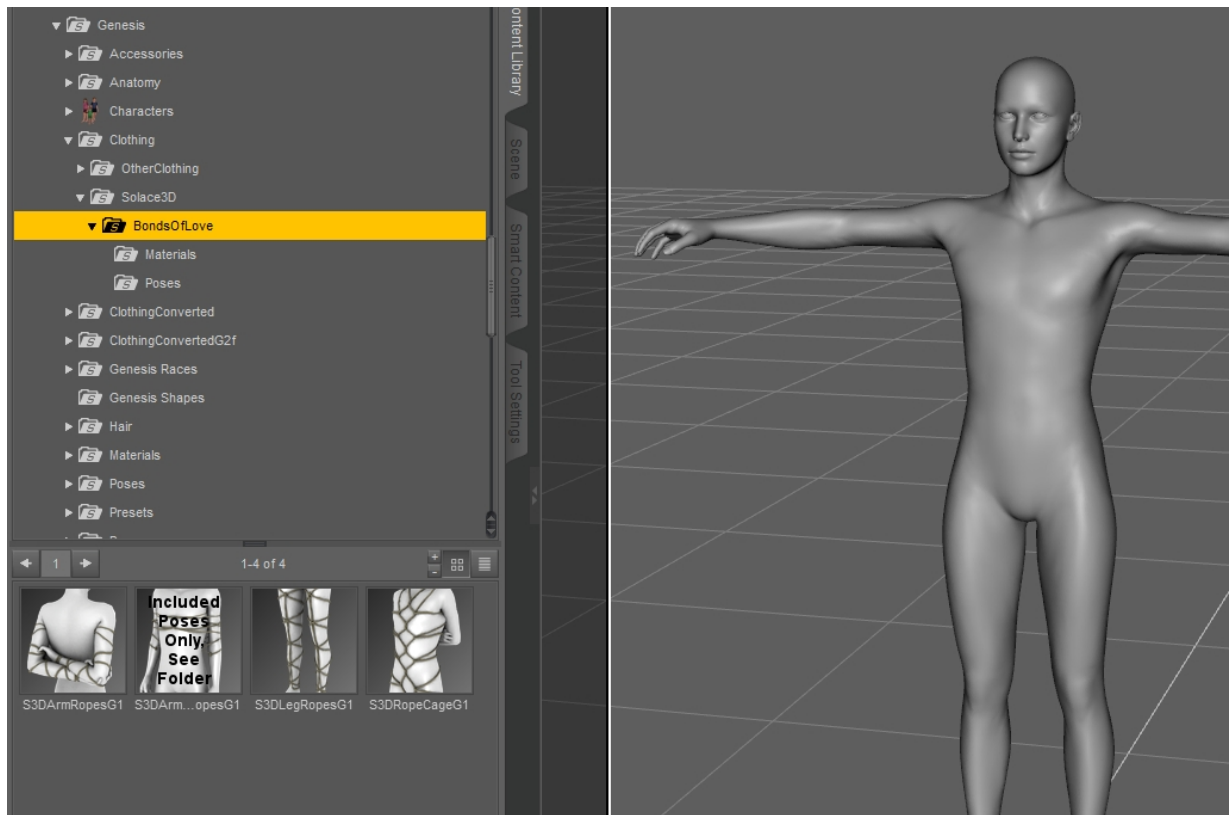 Genesis
Accessories
Anatomy
Characters
Clothing
OtherClothing
Solace3D
BondsOfLove
Materials
Poses
ClothingConverted
ClothingConvertedG2f
Genesis Races
Genesis Shapes
Hair
Materials
Poses
Presets
ontent Library
Scene
Smart Content
Tool Settings
1
1-4 of 4
Included
Poses
Only,
See
Folder
S3DArmRopesG1
S3DArm...opesG1
S3DLegRopesG1
S3DRopeCageG1